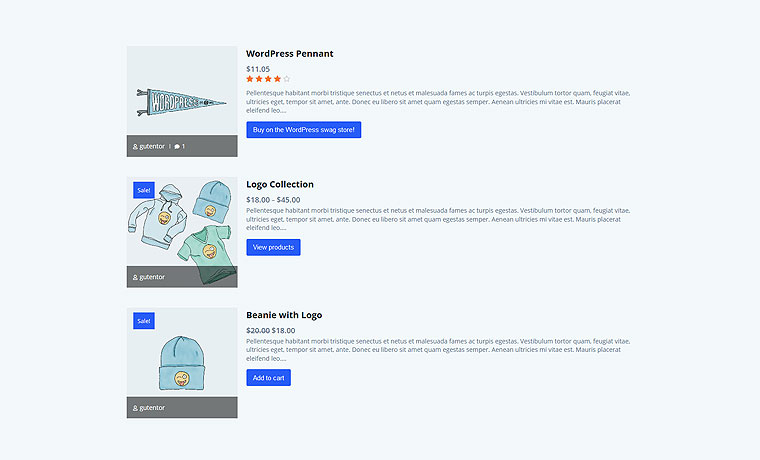 WordPress Pennant
$11.05
Pellentesque habitant morbi tristique senectus et netus et malesuada fames ac turpis egestas. Vestibulum tortor quam, feugiat vitae,
ultricies eget, tempor sit amet, ante. Donec eu libero sit amet quam egestas semper. Aenean ultricies mi vitae est. Mauris placerat
eleifend leo....
Buy on the WordPress swag store!
WORDPRESS
gutentor | 1
Sale!
Logo Collection
$18.00 - $45.00
Pellentesque habitant morbi tristique senectus et netus et malesuada fames ac turpis egestas. Vestibulum tortor quam, feugiat vitae,
ultricies eget, tempor sit amet, ante. Donec eu libero sit amet quam egestas semper. Aenean ultricies mi vitae est. Mauris placerat
eleifend leo....
View products
gutentor
Sale!
Beanie with Logo
$20.00 $18.00
Pellentesque habitant morbi tristique senectus et netus et malesuada fames ac turpis egestas. Vestibulum tortor quam, feugiat vitae,
ultricies eget, tempor sit amet, ante. Donec eu libero sit amet quam egestas semper. Aenean ultricies mi vitae est. Mauris placerat
eleifend leo....
Add to cart
gutentor